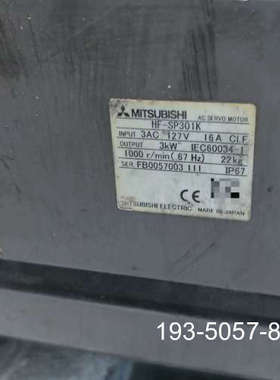 MITSUBISHI AC SERVO MOTOR
HF-SP301K
INPUT 3AC 127V 16A Cl.F
OUTPUT 3kW IEC60034-1
1000 r/min (67 Hz) 22kg
SER.FB0057003 111 IP67
MITSUBISHI ELECTRIC MADE IN JAPAN
193-5057-8